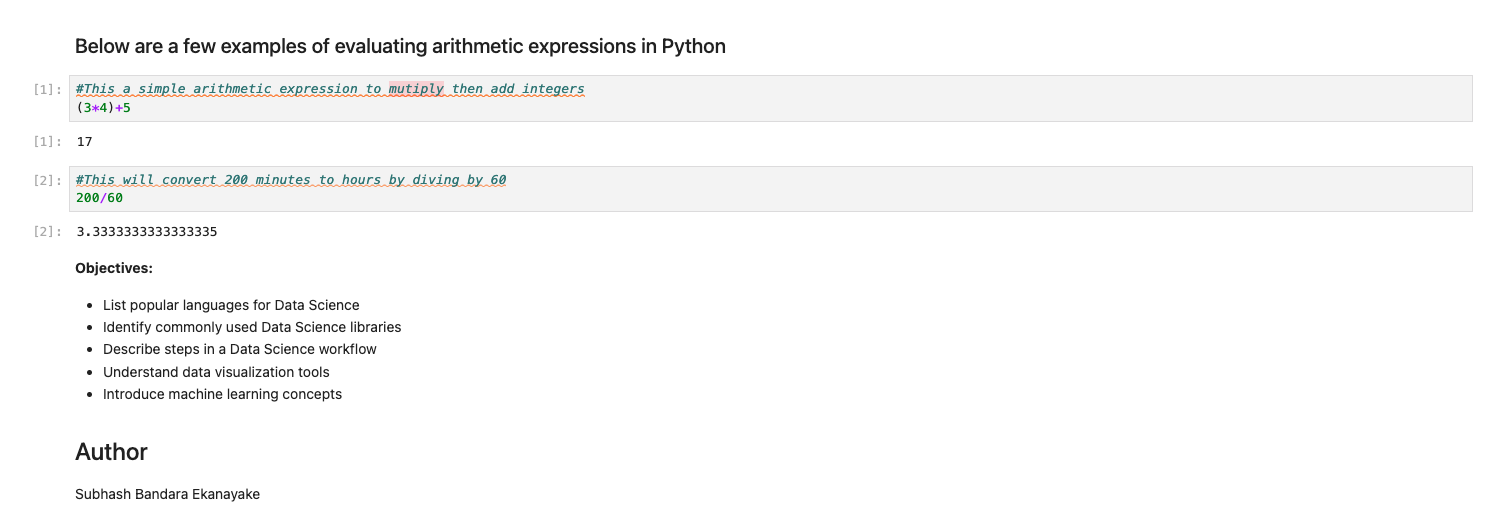 Below are a few examples of evaluating arithmetic expressions in Python
[1]: #This a simple arithmetic expression to mutiply then add integers
(3*4)+5
[1]: 17
[2]: #This will convert 200 minutes to hours by diving by 60
200/60
[2]: 3.3333333333333335
Objectives:
• List popular languages for Data Science
• Identify commonly used Data Science libraries
• Describe steps in a Data Science workflow
• Understand data visualization tools
• Introduce machine learning concepts
Author
Subhash Bandara Ekanayake